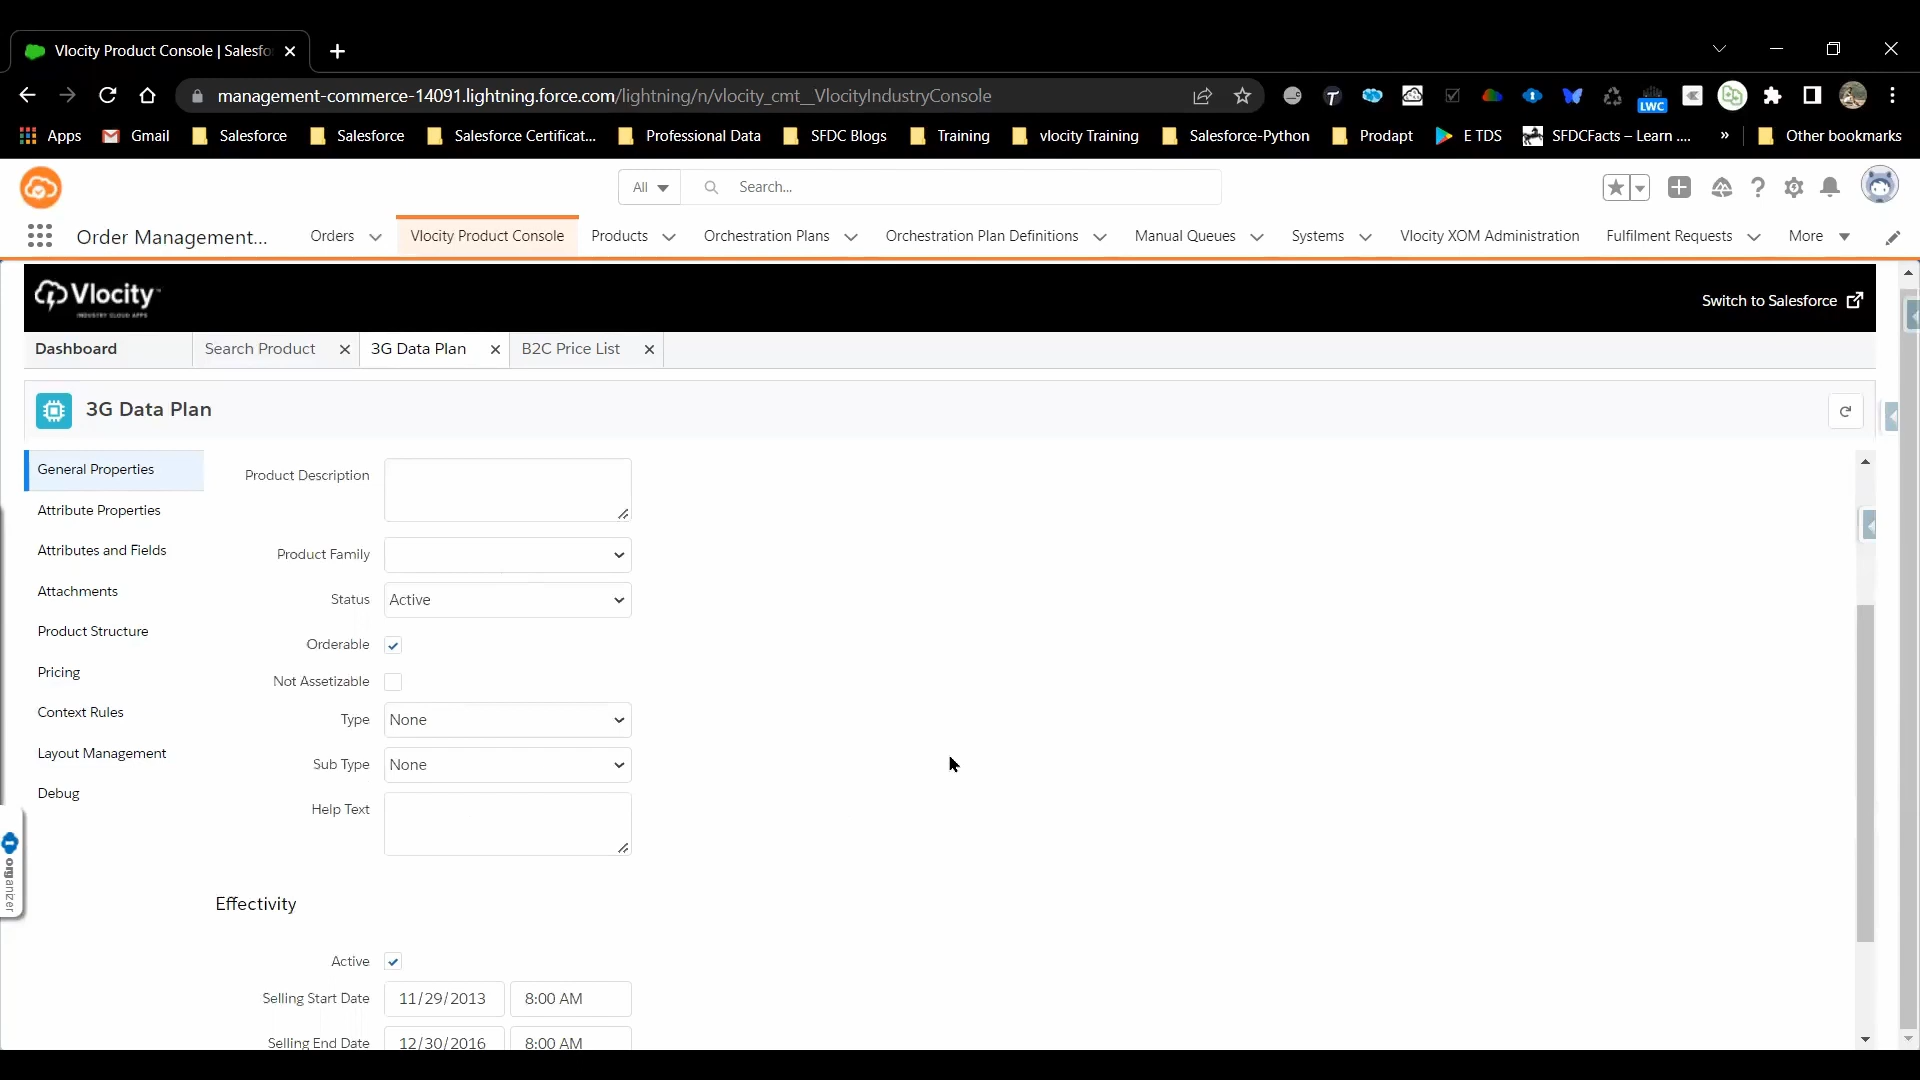 Vlocity Product Console | Salesfo
management-commerce-14091.lightning.force.com/lightning/n/vlocity_cmt__VlocityIndustryConsole
LWC
Apps Gmail Salesforce Salesforce Salesforce Certificat... Professional Data SFDC Blogs Training vlocity Training Salesforce-Python Prodapt E TDS SFDCFacts – Learn .... » Other bookmarks
All Search...
Order Management... Orders Vlocity Product Console Products Orchestration Plans Orchestration Plan Definitions Manual Queues Systems Vlocity XOM Administration Fulfilment Requests More
Vlocity
INDUSTRY CLOUD APPS
Switch to Salesforce
Dashboard Search Product 3G Data Plan B2C Price List
3G Data Plan
General Properties
Attribute Properties
Attributes and Fields
Attachments
Product Structure
Pricing
Context Rules
Layout Management
Debug
organizer
Product Description
Product Family
Status Active
Orderable
Not Assetizable
Type None
Sub Type None
Help Text
Effectivity
Active
Selling Start Date 11/29/2013 8:00 AM
Selling End Date 12/30/2016 8:00 AM